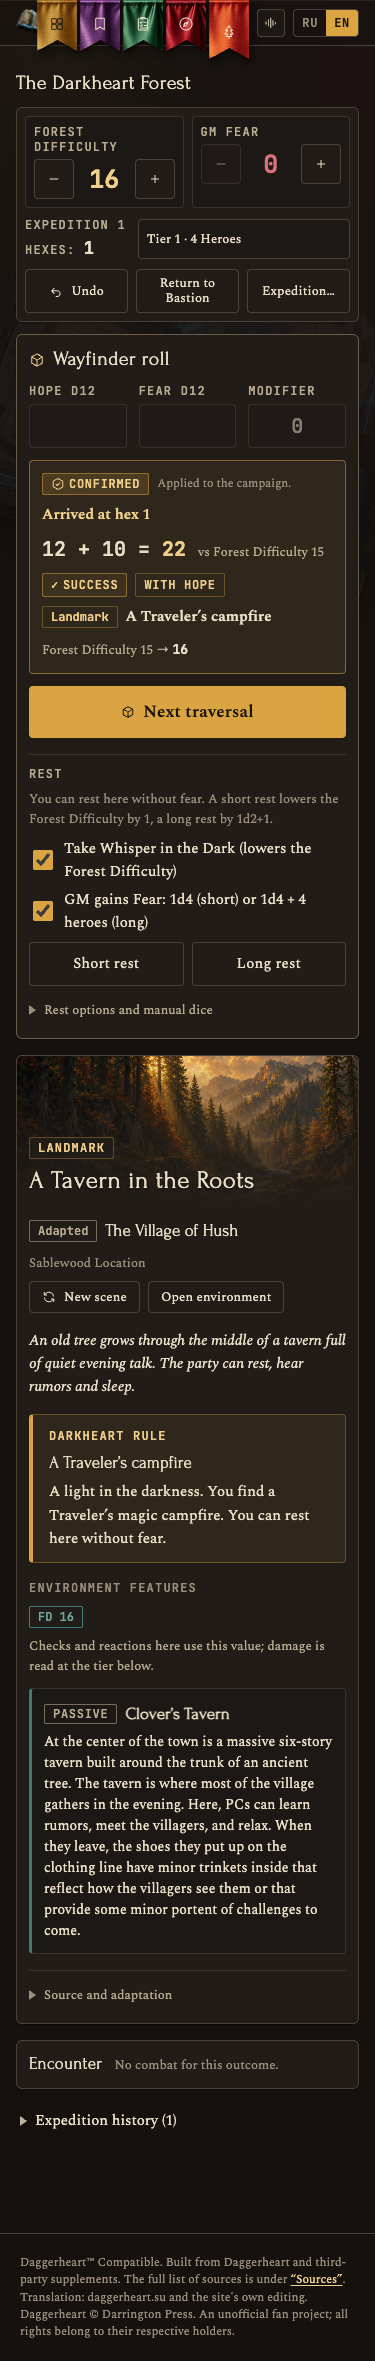 RU EN
The Darkheart Forest
FOREST DIFFICULTY
GM FEAR
− 16 +
− 0 +
EXPEDITION 1
HEXES: 1
Tier 1 · 4 Heroes
Undo
Return to Bastion
Expedition…
Wayfinder roll
HOPE D12
FEAR D12
MODIFIER
0
CONFIRMED
Applied to the campaign.
Arrived at hex 1
12 + 10 = 22 vs Forest Difficulty 15
✓ SUCCESS
WITH HOPE
Landmark
A Traveler’s campfire
Forest Difficulty 15 → 16
Next traversal
REST
You can rest here without fear. A short rest lowers the
Forest Difficulty by 1, a long rest by 1d2+1.
Take Whisper in the Dark (lowers the
Forest Difficulty)
GM gains Fear: 1d4 (short) or 1d4 + 4
heroes (long)
Short rest
Long rest
Rest options and manual dice
LANDMARK
A Tavern in the Roots
Adapted
The Village of Hush
Sablewood Location
New scene
Open environment
An old tree grows through the middle of a tavern full
of quiet evening talk. The party can rest, hear
rumors and sleep.
DARKHEART RULE
A Traveler’s campfire
A light in the darkness. You find a
Traveler’s magic campfire. You can rest
here without fear.
ENVIRONMENT FEATURES
FD 16
Checks and reactions here use this value; damage is
read at the tier below.
PASSIVE
Clover’s Tavern
At the center of the town is a massive six-story
tavern built around the trunk of an ancient
tree. The tavern is where most of the village
gathers in the evening. Here, PCs can learn
rumors, meet the villagers, and relax. When
they leave, the shoes they put up on the
clothing line have minor trinkets inside that
reflect how the villagers see them or that
provide some minor portent of challenges to
come.
Source and adaptation
Encounter
No combat for this outcome.
Expedition history (1)
Daggerheart™ Compatible. Built from Daggerheart and third-
party supplements. The full list of sources is under “Sources”.
Translation: daggerheart.su and the site's own editing.
Daggerheart © Darrington Press. An unofficial fan project; all
rights belong to their respective holders.